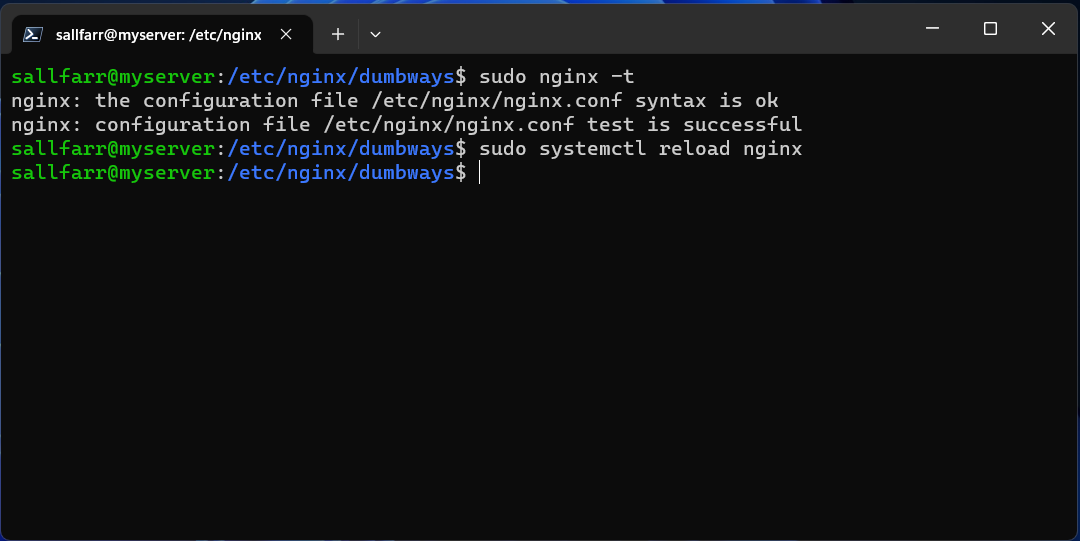 sallfarr@myserver: /etc/nginx
sallfarr@myserver:/etc/nginx/dumbways$ sudo nginx -t
nginx: the configuration file /etc/nginx/nginx.conf syntax is ok
nginx: configuration file /etc/nginx/nginx.conf test is successful
sallfarr@myserver:/etc/nginx/dumbways$ sudo systemctl reload nginx
sallfarr@myserver:/etc/nginx/dumbways$